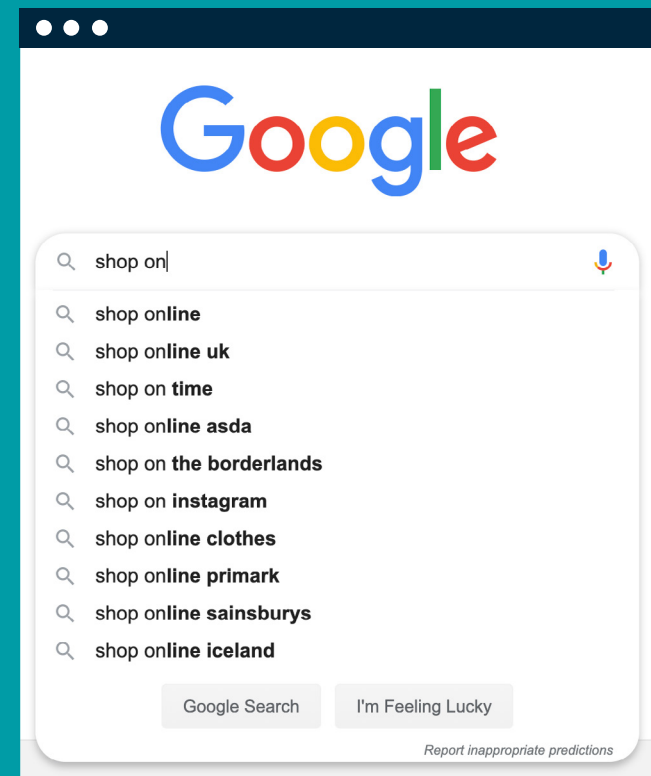 Google
shop on
shop online
shop online uk
shop on time
shop online asda
shop on the borderlands
shop on instagram
shop online clothes
shop online primark
shop online sainsburys
shop online iceland
Google Search I'm Feeling Lucky
Report inappropriate predictions